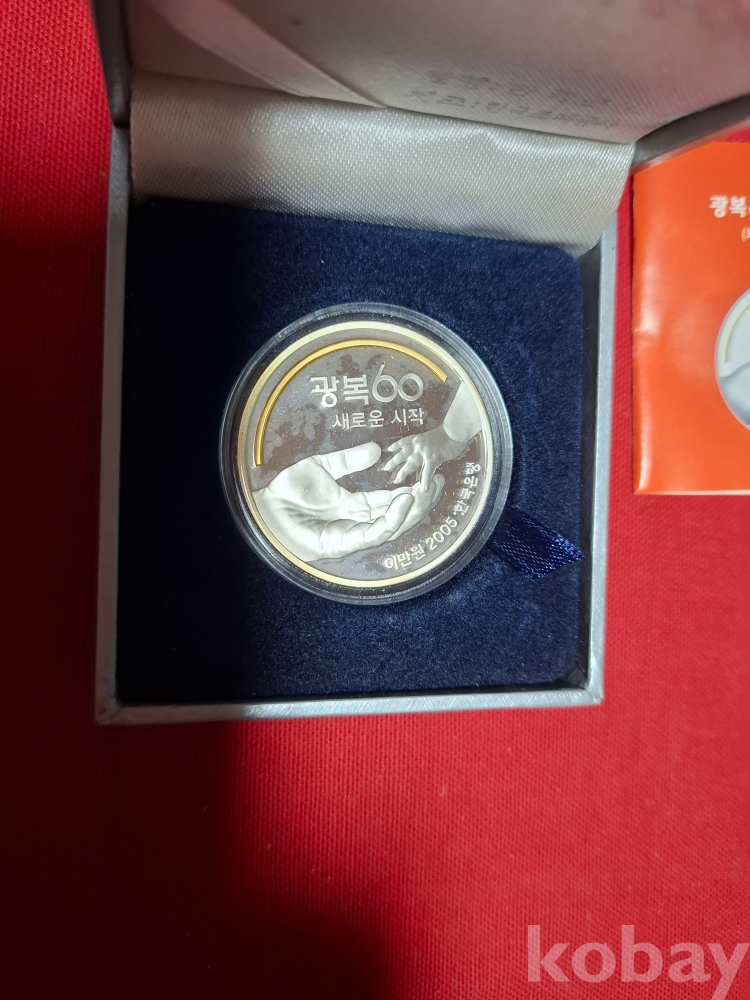 광복
광복60
새로운 시작
이만원 2005 한국은행
kobay